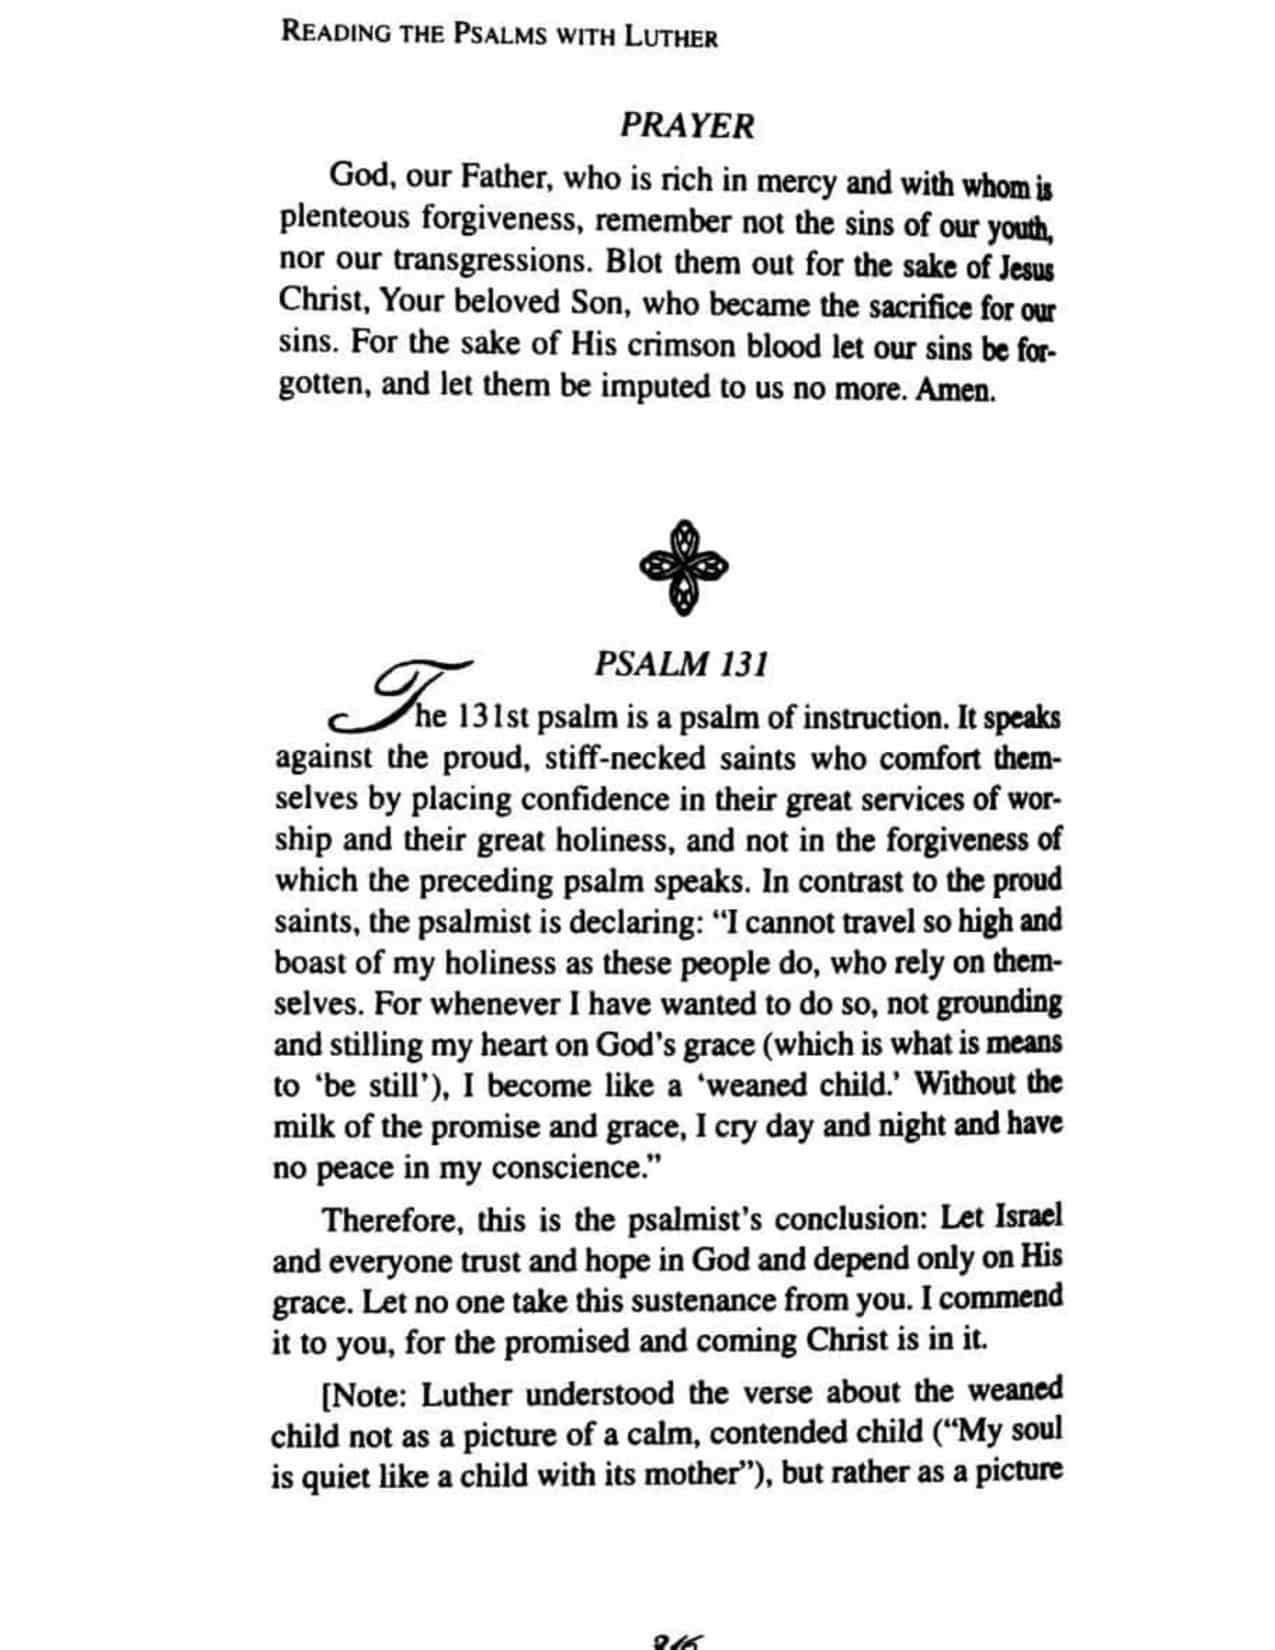 READING THE PSALMS WITH LUTHER
PRAYER
God, our Father, who is rich in mercy and with whom is
plenteous forgiveness, remember not the sins of our youth,
nor our transgressions. Blot them out for the sake of Jesus
Christ, Your beloved Son, who became the sacrifice for our
sins. For the sake of His crimson blood let our sins be for-
gotten, and let them be imputed to us no more. Amen.
PSALM 131
The 131st psalm is a psalm of instruction. It speaks
against the proud, stiff-necked saints who comfort them-
selves by placing confidence in their great services of wor-
ship and their great holiness, and not in the forgiveness of
which the preceding psalm speaks. In contrast to the proud
saints, the psalmist is declaring: “I cannot travel so high and
boast of my holiness as these people do, who rely on them-
selves. For whenever I have wanted to do so, not grounding
and stilling my heart on God’s grace (which is what is means
to ‘be still’), I become like a ‘weaned child.’ Without the
milk of the promise and grace, I cry day and night and have
no peace in my conscience.”
Therefore, this is the psalmist’s conclusion: Let Israel
and everyone trust and hope in God and depend only on His
grace. Let no one take this sustenance from you. I commend
it to you, for the promised and coming Christ is in it.
[Note: Luther understood the verse about the weaned
child not as a picture of a calm, contended child (“My soul
is quiet like a child with its mother”), but rather as a picture